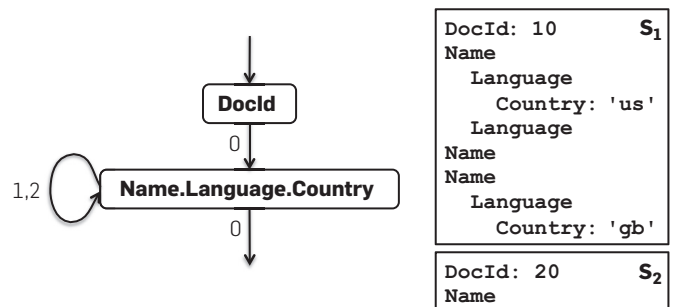 DocId
0
1,2
Name.Language.Country
0
DocId: 10 S1
Name
Language
Country: 'us'
Language
Name
Name
Language
Country: 'gb'
DocId: 20 S2
Name